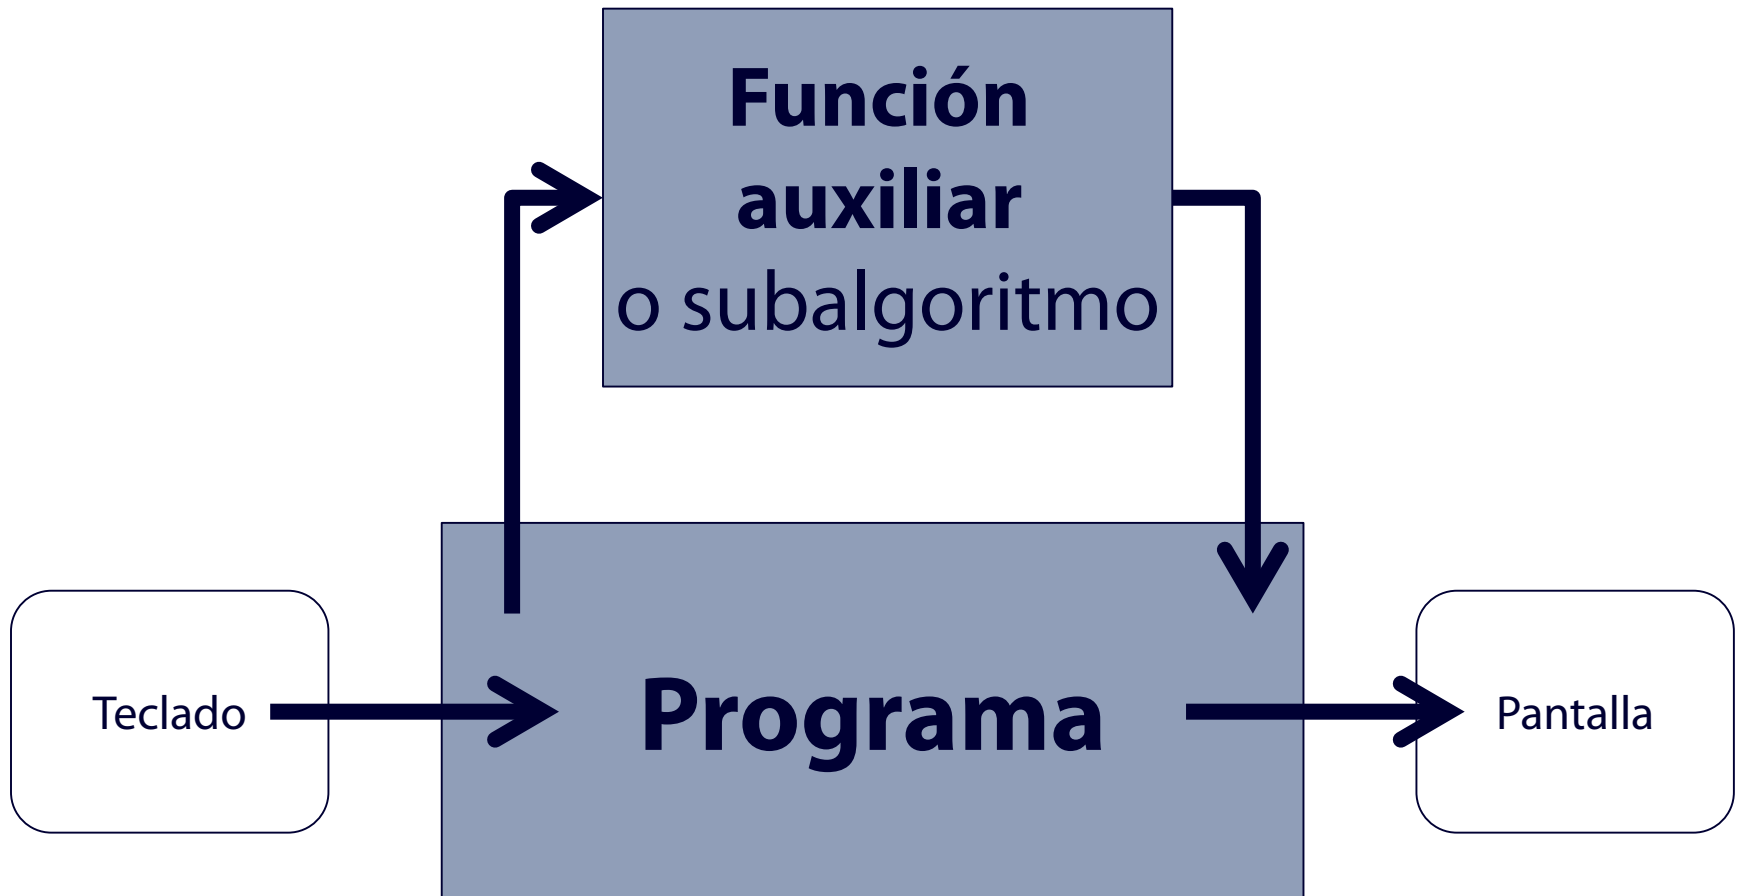 Función
auxiliar
o subalgoritmo
Teclado
Programa
Pantalla